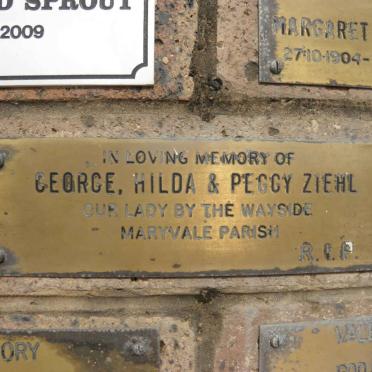 D SPROUT
2009
MARGARET
27·10·1904-
IN LOVING MEMORY OF
GEORGE, HILDA & PEGGY ZIEHL
OUR LADY BY THE WAYSIDE
MARYVALE PARISH
R.I.P.
ORY
VALE